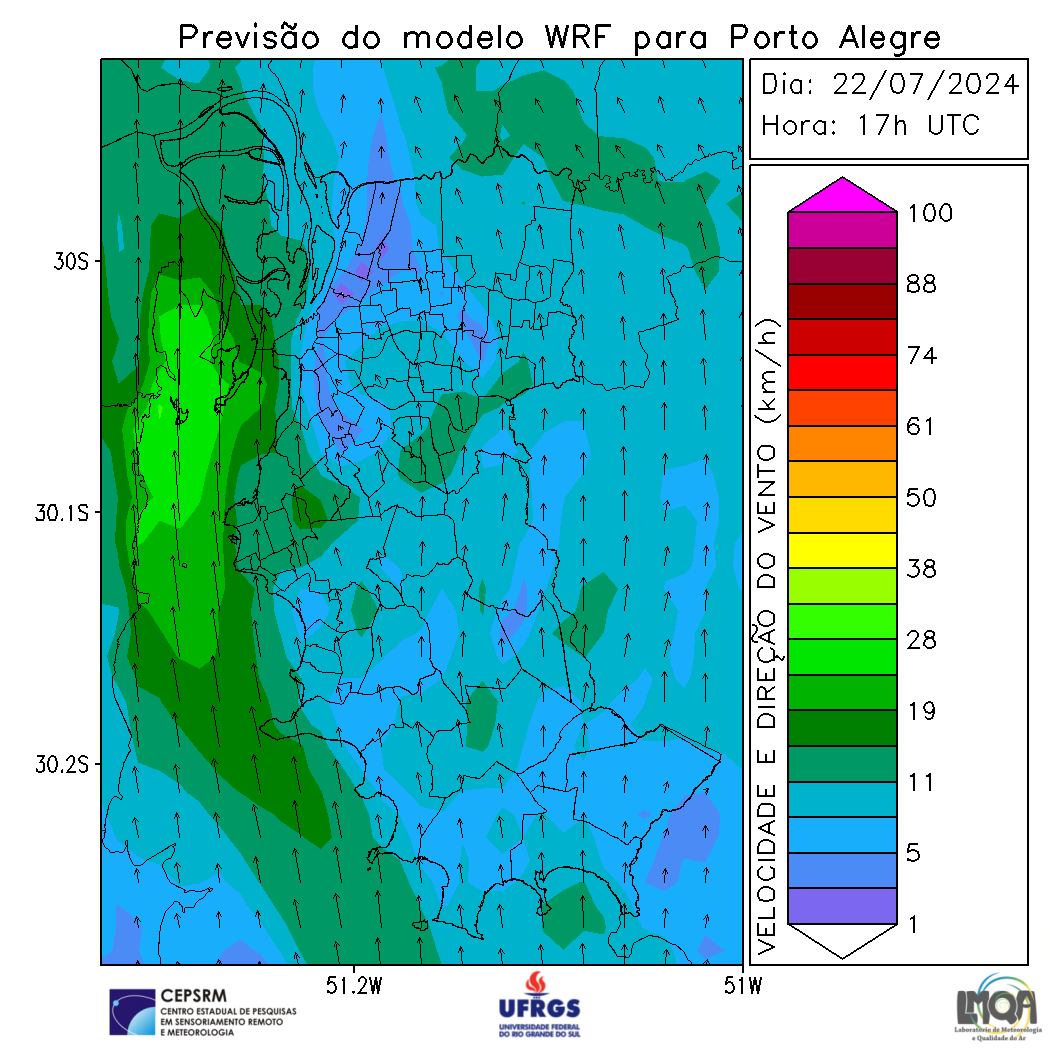 Previsão do modelo WRF para Porto Alegre
Dia: 22/07/2024
Hora: 17h UTC
30S
30.1S
30.2S
51.2W
51W
VELOCIDADE E DIREÇÃO DO VENTO (km/h)
100
88
74
61
50
38
28
19
11
5
1
CEPSRM
CENTRO ESTADUAL DE PESQUISAS
EM SENSORIAMENTO REMOTO
E METEOROLOGIA
UFRGS
UNIVERSIDADE FEDERAL
DO RIO GRANDE DO SUL
LMQA
Laboratório de Meteorologia
e Qualidade do Ar